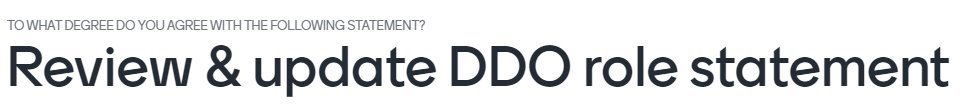 TO WHAT DEGREE DO YOU AGREE WITH THE FOLLOWING STATEMENT?
Review & update DDO role statement